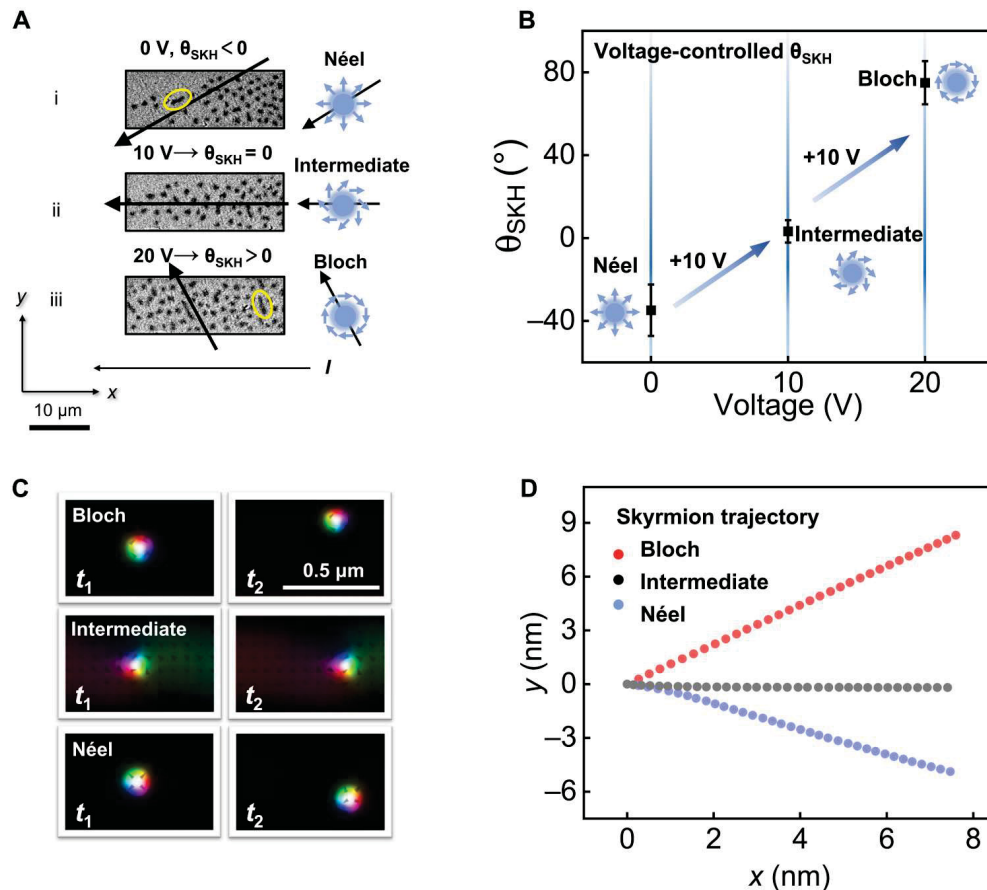 A
0 V, θSKH < 0
i
Néel
10 V → θSKH = 0
ii
Intermediate
20 V → θSKH > 0
iii
Bloch
y
x
I
10 µm
B
Voltage-controlled θSKH
θSKH (°)
80
40
0
−40
Néel
+10 V
Intermediate
+10 V
Bloch
0
10
20
Voltage (V)
C
Bloch
t1
t2
0.5 µm
Intermediate
t1
t2
Néel
t1
t2
D
Skyrmion trajectory
Bloch
Intermediate
Néel
y (nm)
9
6
3
0
−3
−6
0
2
4
6
8
x (nm)